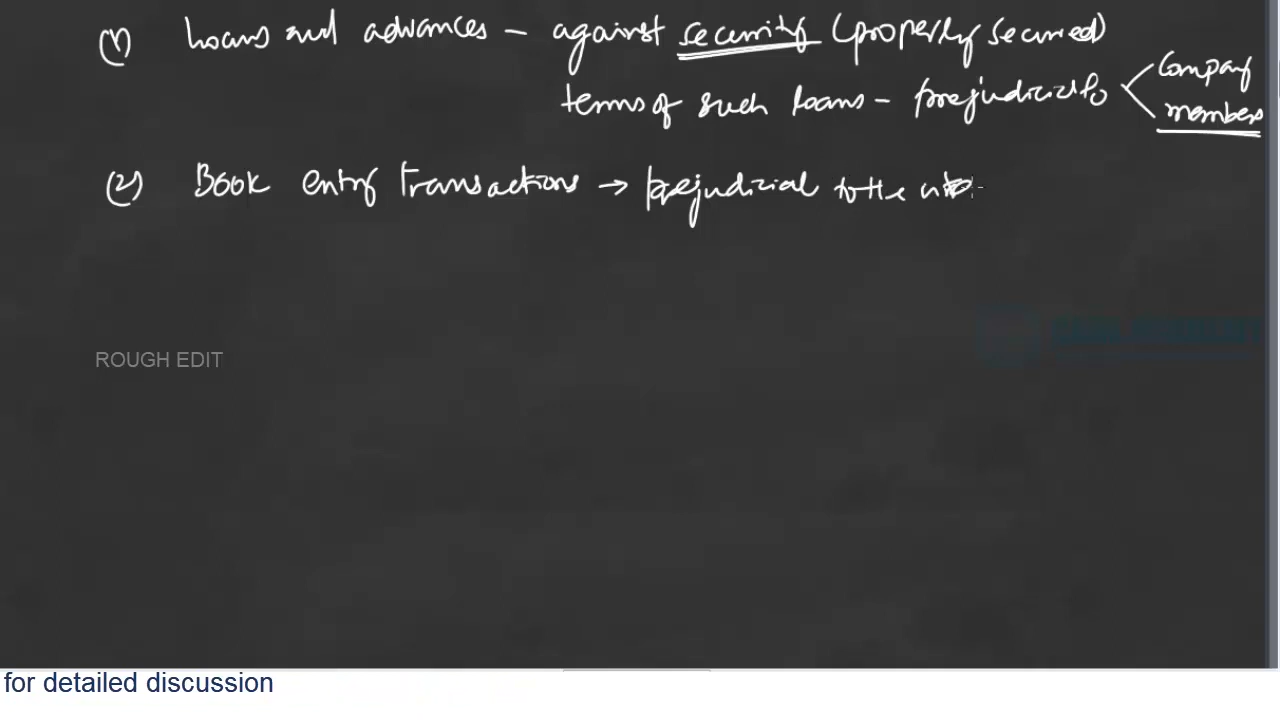 (1) Loans and advances - against security (properly secured)
terms of such loans - prejudicial to
Company
members
(2) Book entry transactions → prejudicial to the
ROUGH EDIT
for detailed discussion